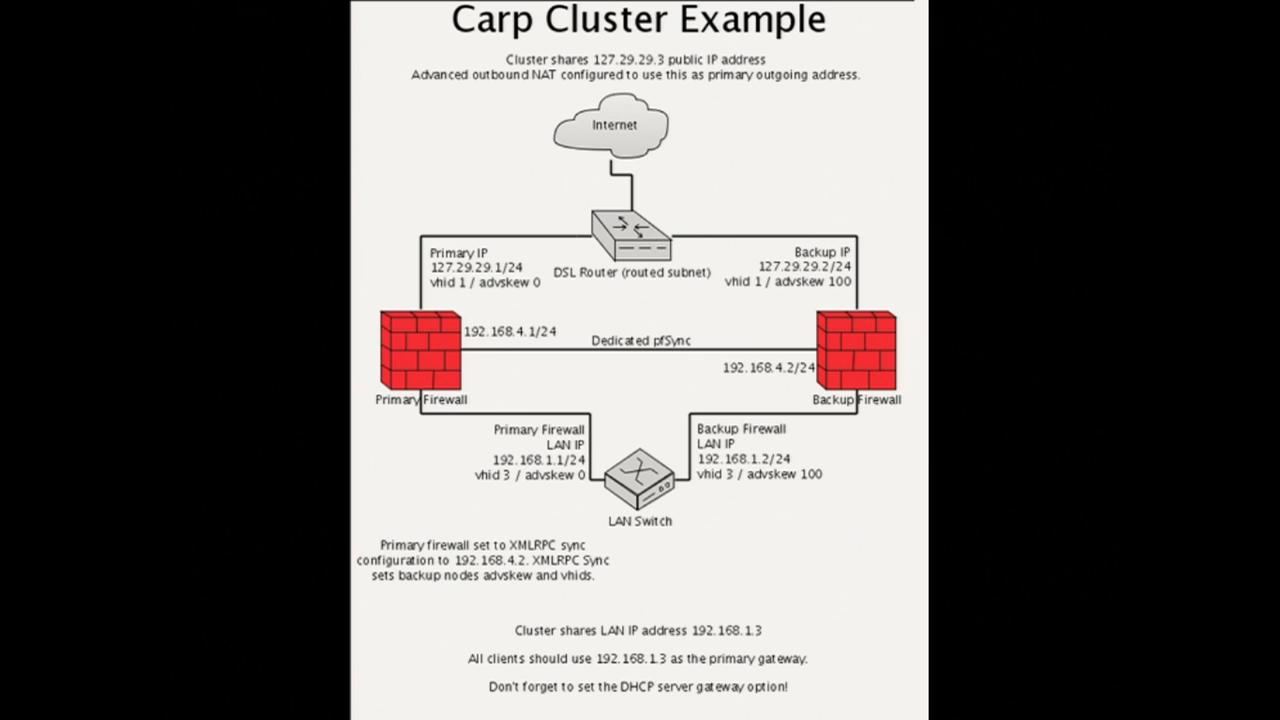 Carp Cluster Example
Cluster shares 127.29.29.3 public IP address
Advanced outbound NAT configured to use this as primary outgoing address.
Internet
Primary IP
127.29.29.1/24
vhid 1 / advskew 0
DSL Router (routed subnet)
Backup IP
127.29.29.2/24
vhid 1 / advskew 100
192.168.4.1/24
Dedicated pfSync
192.168.4.2/24
Primary Firewall
Backup Firewall
Primary Firewall
LAN IP
192.168.1.1/24
vhid 3 / advskew 0
Backup Firewall
LAN IP
192.168.1.2/24
vhid 3 / advskew 100
LAN Switch
Primary firewall set to XMLRPC sync
configuration to 192.168.4.2. XMLRPC Sync
sets backup nodes advskew and vhids.
Cluster shares LAN IP address 192.168.1.3
All clients should use 192.168.1.3 as the primary gateway.
Don't forget to set the DHCP server gateway option!